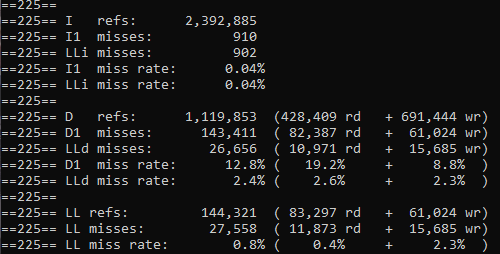 ==225==
==225== I   refs:      2,392,885
==225== I1  misses:          910
==225== LLi misses:          902
==225== I1  miss rate:      0.04%
==225== LLi miss rate:      0.04%
==225==
==225== D   refs:      1,119,853  (428,409 rd   + 691,444 wr)
==225== D1  misses:      143,411  ( 82,387 rd   +  61,024 wr)
==225== LLd misses:       26,656  ( 10,971 rd   +  15,685 wr)
==225== D1  miss rate:      12.8% (   19.2%     +     8.8%  )
==225== LLd miss rate:       2.4% (    2.6%     +     2.3%  )
==225==
==225== LL refs:         144,321  ( 83,297 rd   +  61,024 wr)
==225== LL misses:        27,558  ( 11,873 rd   +  15,685 wr)
==225== LL miss rate:        0.8% (    0.4%     +     2.3%  )